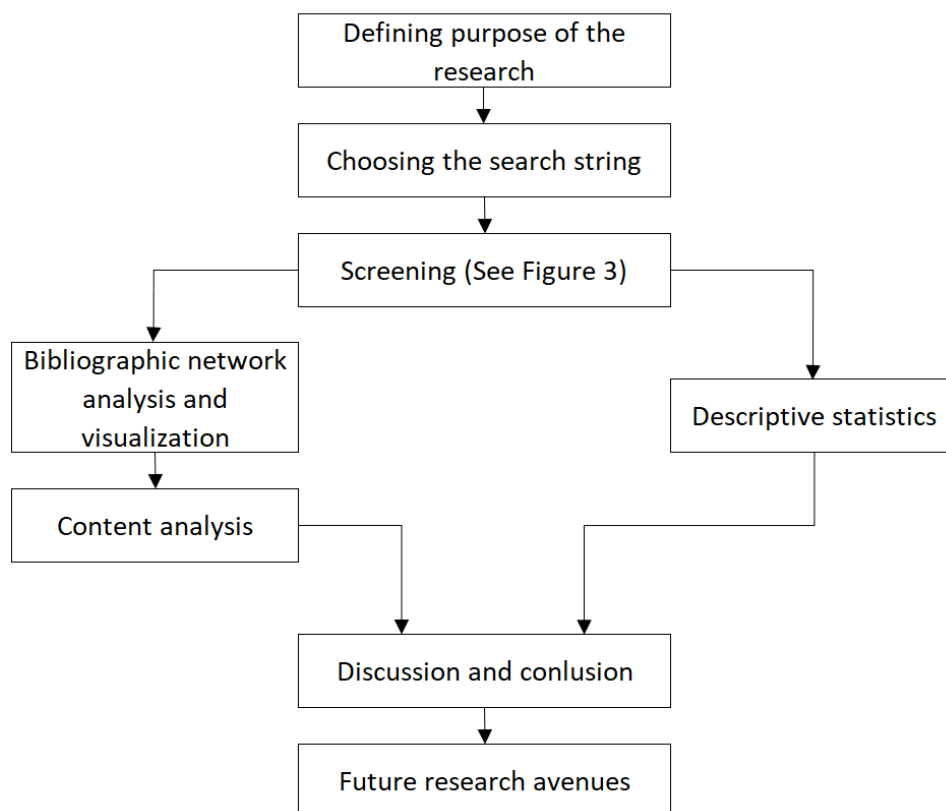 Defining purpose of the
research
Choosing the search string
Screening (See Figure 3)
Bibliographic network
analysis and
visualization
Descriptive statistics
Content analysis
Discussion and conlusion
Future research avenues